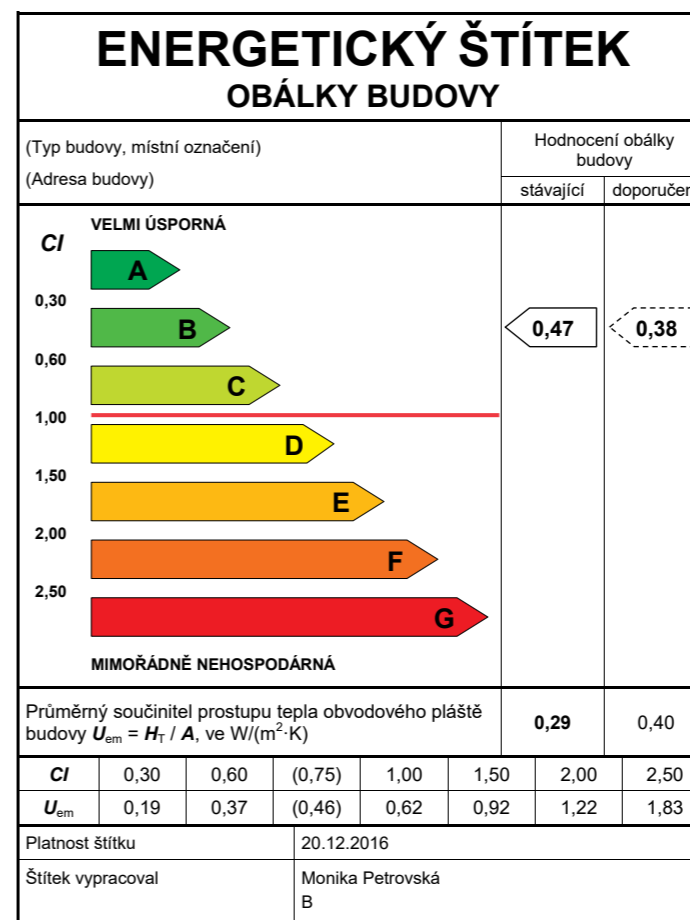 ENERGETICKÝ ŠTÍTEK
OBÁLKY BUDOVY
(Typ budovy, místní označení)
(Adresa budovy)
Hodnocení obálky
budovy
stávající doporučen
VELMI ÚSPORNÁ
CI
A
0,30
B
0,47 0,38
0,60
C
1,00
D
1,50
E
2,00
F
2,50
G
MIMOŘÁDNĚ NEHOSPODÁRNÁ
Průměrný součinitel prostupu tepla obvodového pláště
budovy Uem = HT / A, ve W/(m²·K)
0,29 0,40
CI 0,30 0,60 (0,75) 1,00 1,50 2,00 2,50
Uem 0,19 0,37 (0,46) 0,62 0,92 1,22 1,83
Platnost štítku 20.12.2016
Štítek vypracoval Monika Petrovská
B